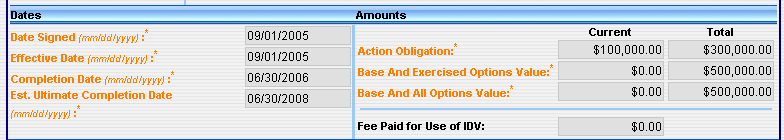 Dates
Amounts
Current Total
Date Signed (mm/dd/yyyy) :* 09/01/2005
Effective Date (mm/dd/yyyy) :* 09/01/2005
Completion Date (mm/dd/yyyy) :* 06/30/2006
Est. Ultimate Completion Date
(mm/dd/yyyy) :* 06/30/2008
Action Obligation:* $100,000.00 $300,000.00
Base And Exercised Options Value:* $0.00 $500,000.00
Base And All Options Value:* $0.00 $500,000.00
Fee Paid for Use of IDV: $0.00